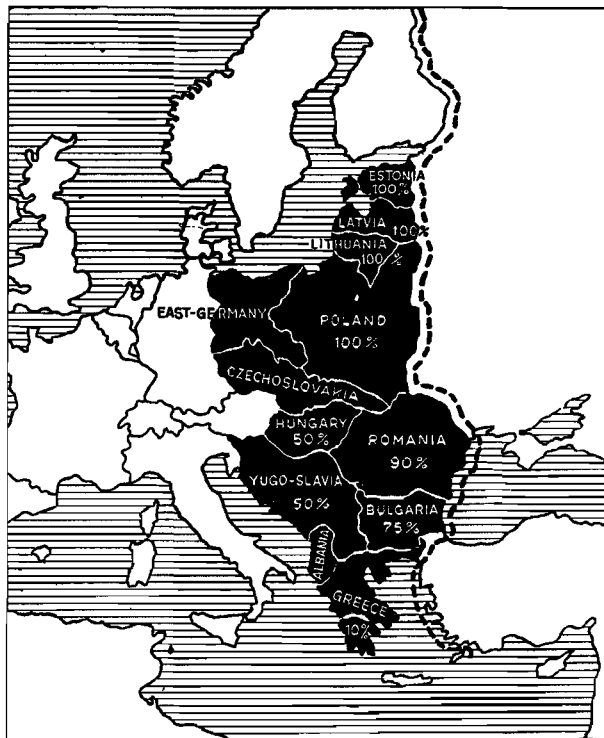 ESTONIA
100%
LATVIA 100%
LITHUANIA
100%
EAST-GERMANY
POLAND
100%
CZECHOSLOVAKIA
HUNGARY
50%
ROMANIA
90%
YUGO-SLAVIA
50%
BULGARIA
75%
ALBANIA
GREECE
10%